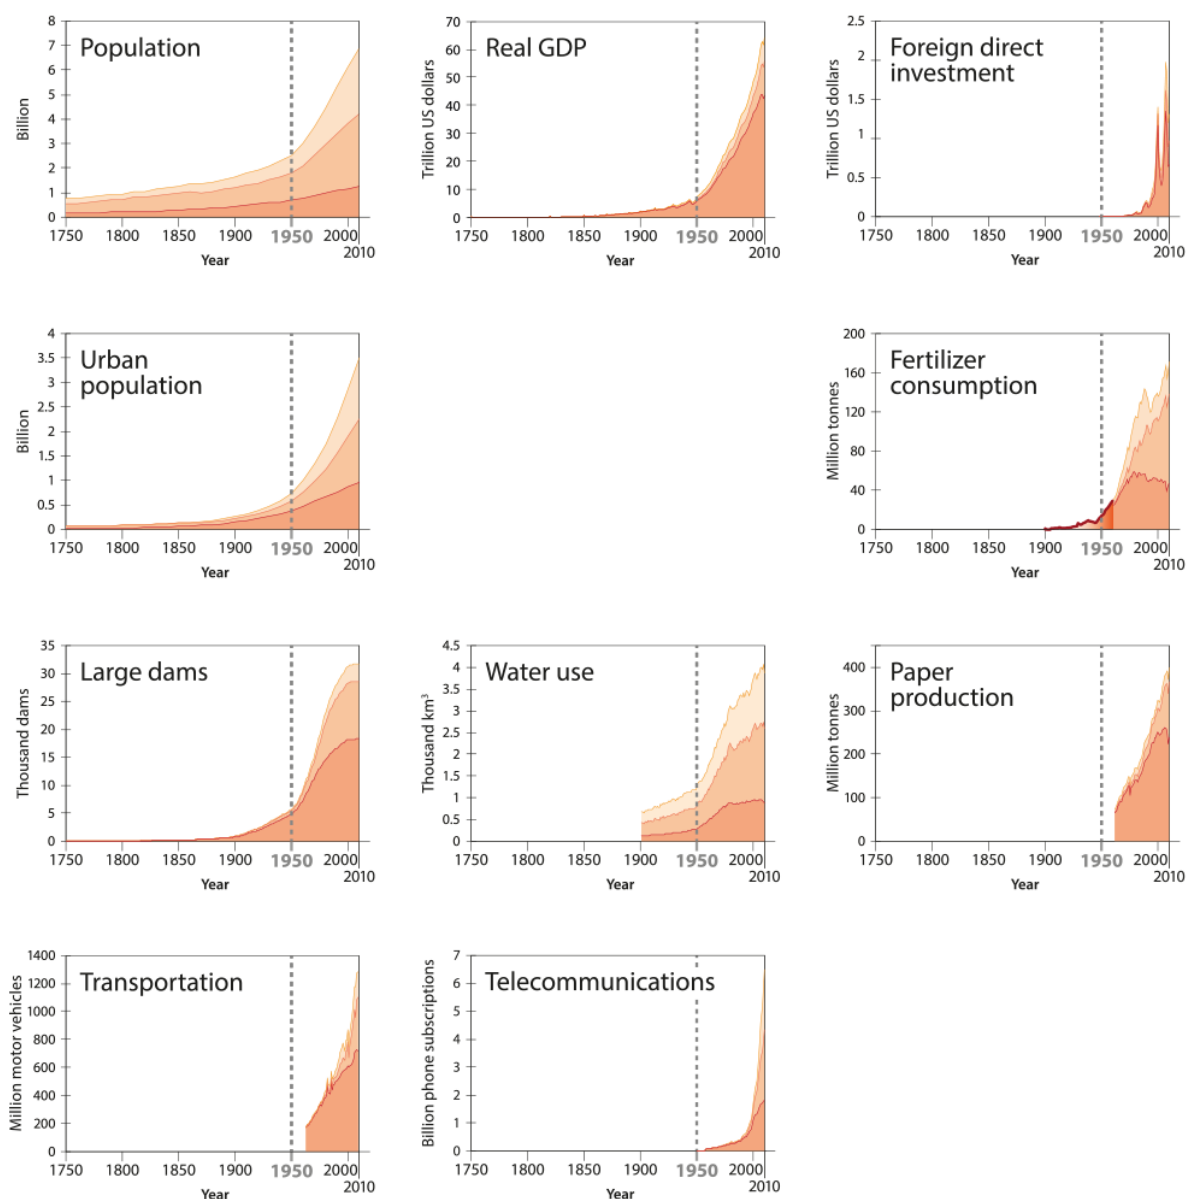 Population
8
7
6
5
4
3
2
1
0
Billion
1750 1800 1850 1900 1950 2000
2010
Year
Real GDP
70
60
50
40
30
20
10
0
Trillion US dollars
1750 1800 1850 1900 1950 2000
2010
Year
Foreign direct
investment
2.5
2
1.5
1
0.5
0
Trillion US dollars
1750 1800 1850 1900 1950 2000
2010
Year
Urban
population
4
3.5
3
2.5
2
1.5
1
0.5
0
Billion
1750 1800 1850 1900 1950 2000
2010
Year
Fertilizer
consumption
200
160
120
80
40
0
Million tonnes
1750 1800 1850 1900 1950 2000
2010
Year
Large dams
35
30
25
20
15
10
5
0
Thousand dams
1750 1800 1850 1900 1950 2000
2010
Year
Water use
4.5
4
3.5
3
2.5
2
1.5
1
0.5
0
Thousand km³
1750 1800 1850 1900 1950 2000
2010
Year
Paper
production
400
300
200
100
0
Million tonnes
1750 1800 1850 1900 1950 2000
2010
Year
Transportation
1400
1200
1000
800
600
400
200
0
Million motor vehicles
1750 1800 1850 1900 1950 2000
2010
Year
Telecommunications
7
6
5
4
3
2
1
0
Billion phone subscriptions
1750 1800 1850 1900 1950 2000
2010
Year